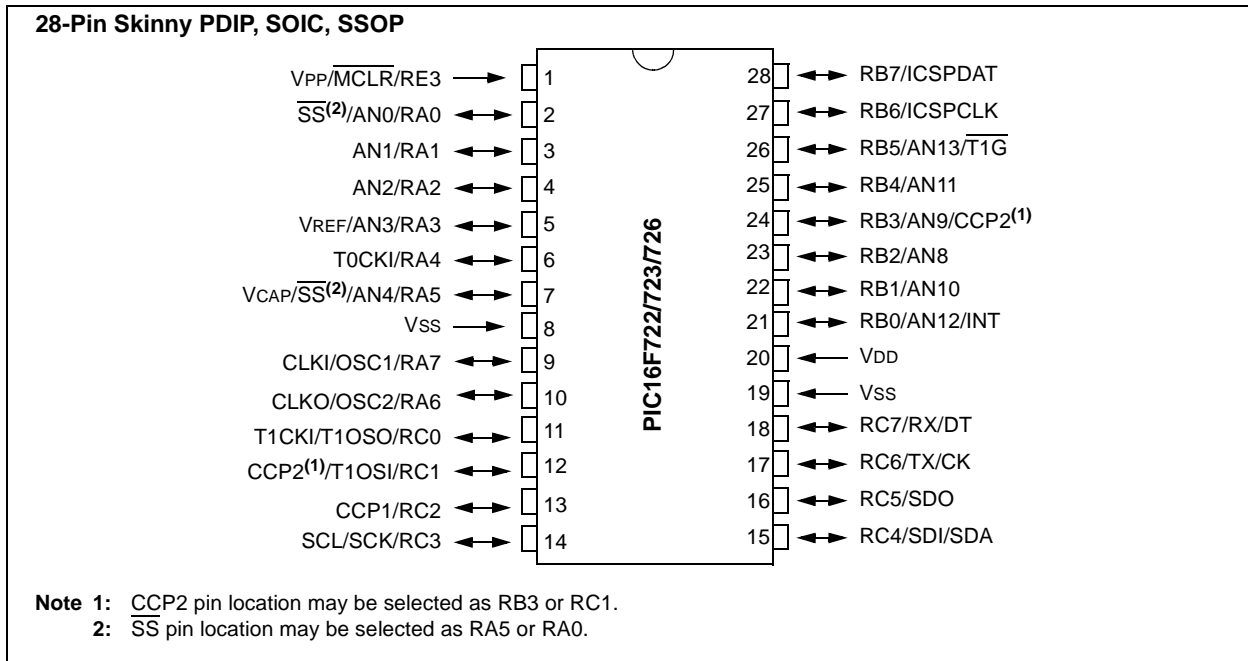 28-Pin Skinny PDIP, SOIC, SSOP
VPP/M̅C̅L̅R̅/RE3 1 28 RB7/ICSPDAT
S̅S̅(2)/AN0/RA0 2 27 RB6/ICSPCLK
AN1/RA1 3 26 RB5/AN13/T̅1̅G̅
AN2/RA2 4 25 RB4/AN11
VREF/AN3/RA3 5 24 RB3/AN9/CCP2(1)
T0CKI/RA4 6 23 RB2/AN8
VCAP/S̅S̅(2)/AN4/RA5 7 22 RB1/AN10
VSS 8 21 RB0/AN12/INT
CLKI/OSC1/RA7 9 20 VDD
CLKO/OSC2/RA6 10 19 VSS
T1CKI/T1OSO/RC0 11 18 RC7/RX/DT
CCP2(1)/T1OSI/RC1 12 17 RC6/TX/CK
CCP1/RC2 13 16 RC5/SDO
SCL/SCK/RC3 14 15 RC4/SDI/SDA
PIC16F722/723/726
Note 1: CCP2 pin location may be selected as RB3 or RC1.
2: S̅S̅ pin location may be selected as RA5 or RA0.